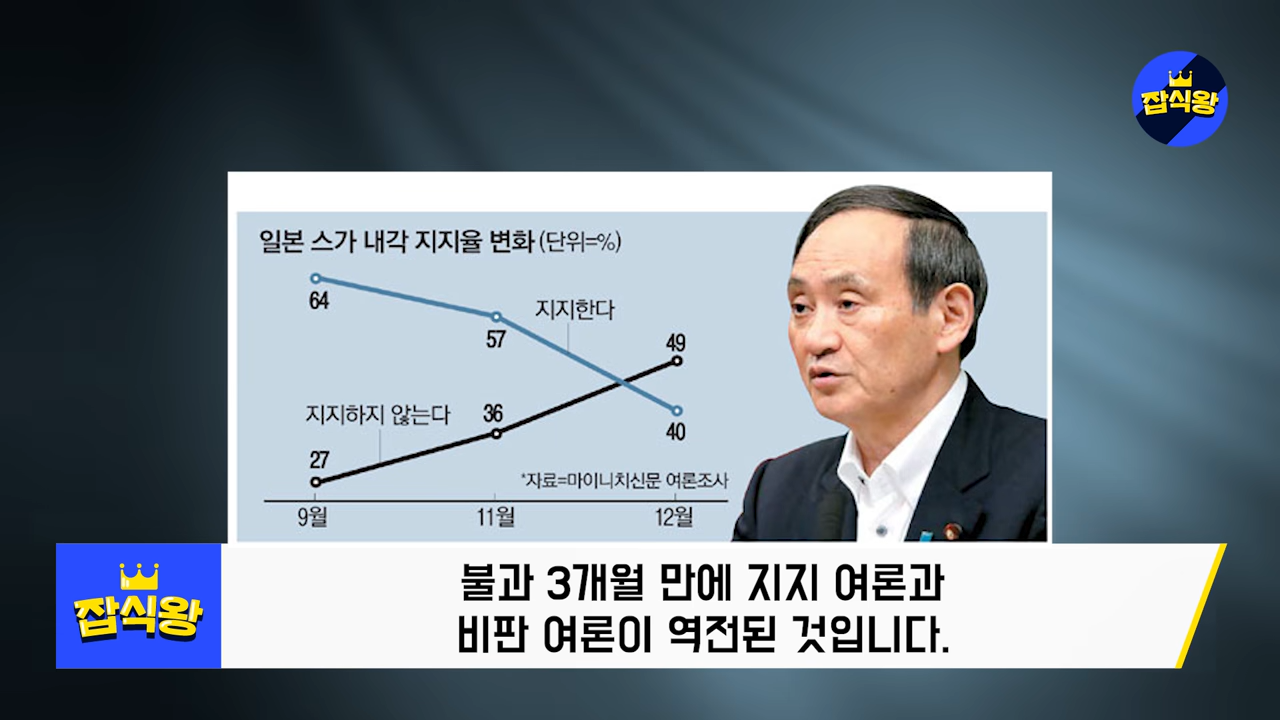 잡식왕
일본 스가 내각 지지율 변화 (단위=%)
64
지지한다
57
49
지지하지 않는다
36
40
27
*자료=마이니치신문 여론조사
9월
11월
12월
잡식왕
불과 3개월 만에 지지 여론과
비판 여론이 역전된 것입니다.